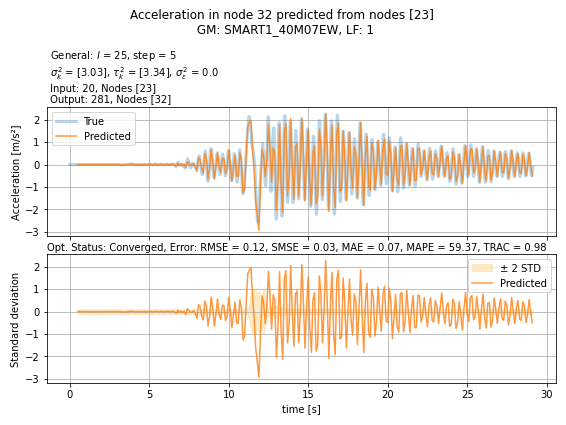 Acceleration in node 32 predicted from nodes [23]
GM: SMART1_40M07EW, LF: 1
General: l = 25, step = 5
σ²ₖ = [3.03], τ²ₖ = [3.34], σ²ε = 0.0
Input: 20, Nodes [23]
Output: 281, Nodes [32]
True
Predicted
Acceleration [m/s²]
2
1
0
−1
−2
−3
Opt. Status: Converged, Error: RMSE = 0.12, SMSE = 0.03, MAE = 0.07, MAPE = 59.37, TRAC = 0.98
± 2 STD
Predicted
Standard deviation
2
1
0
−1
−2
−3
0 5 10 15 20 25 30
time [s]